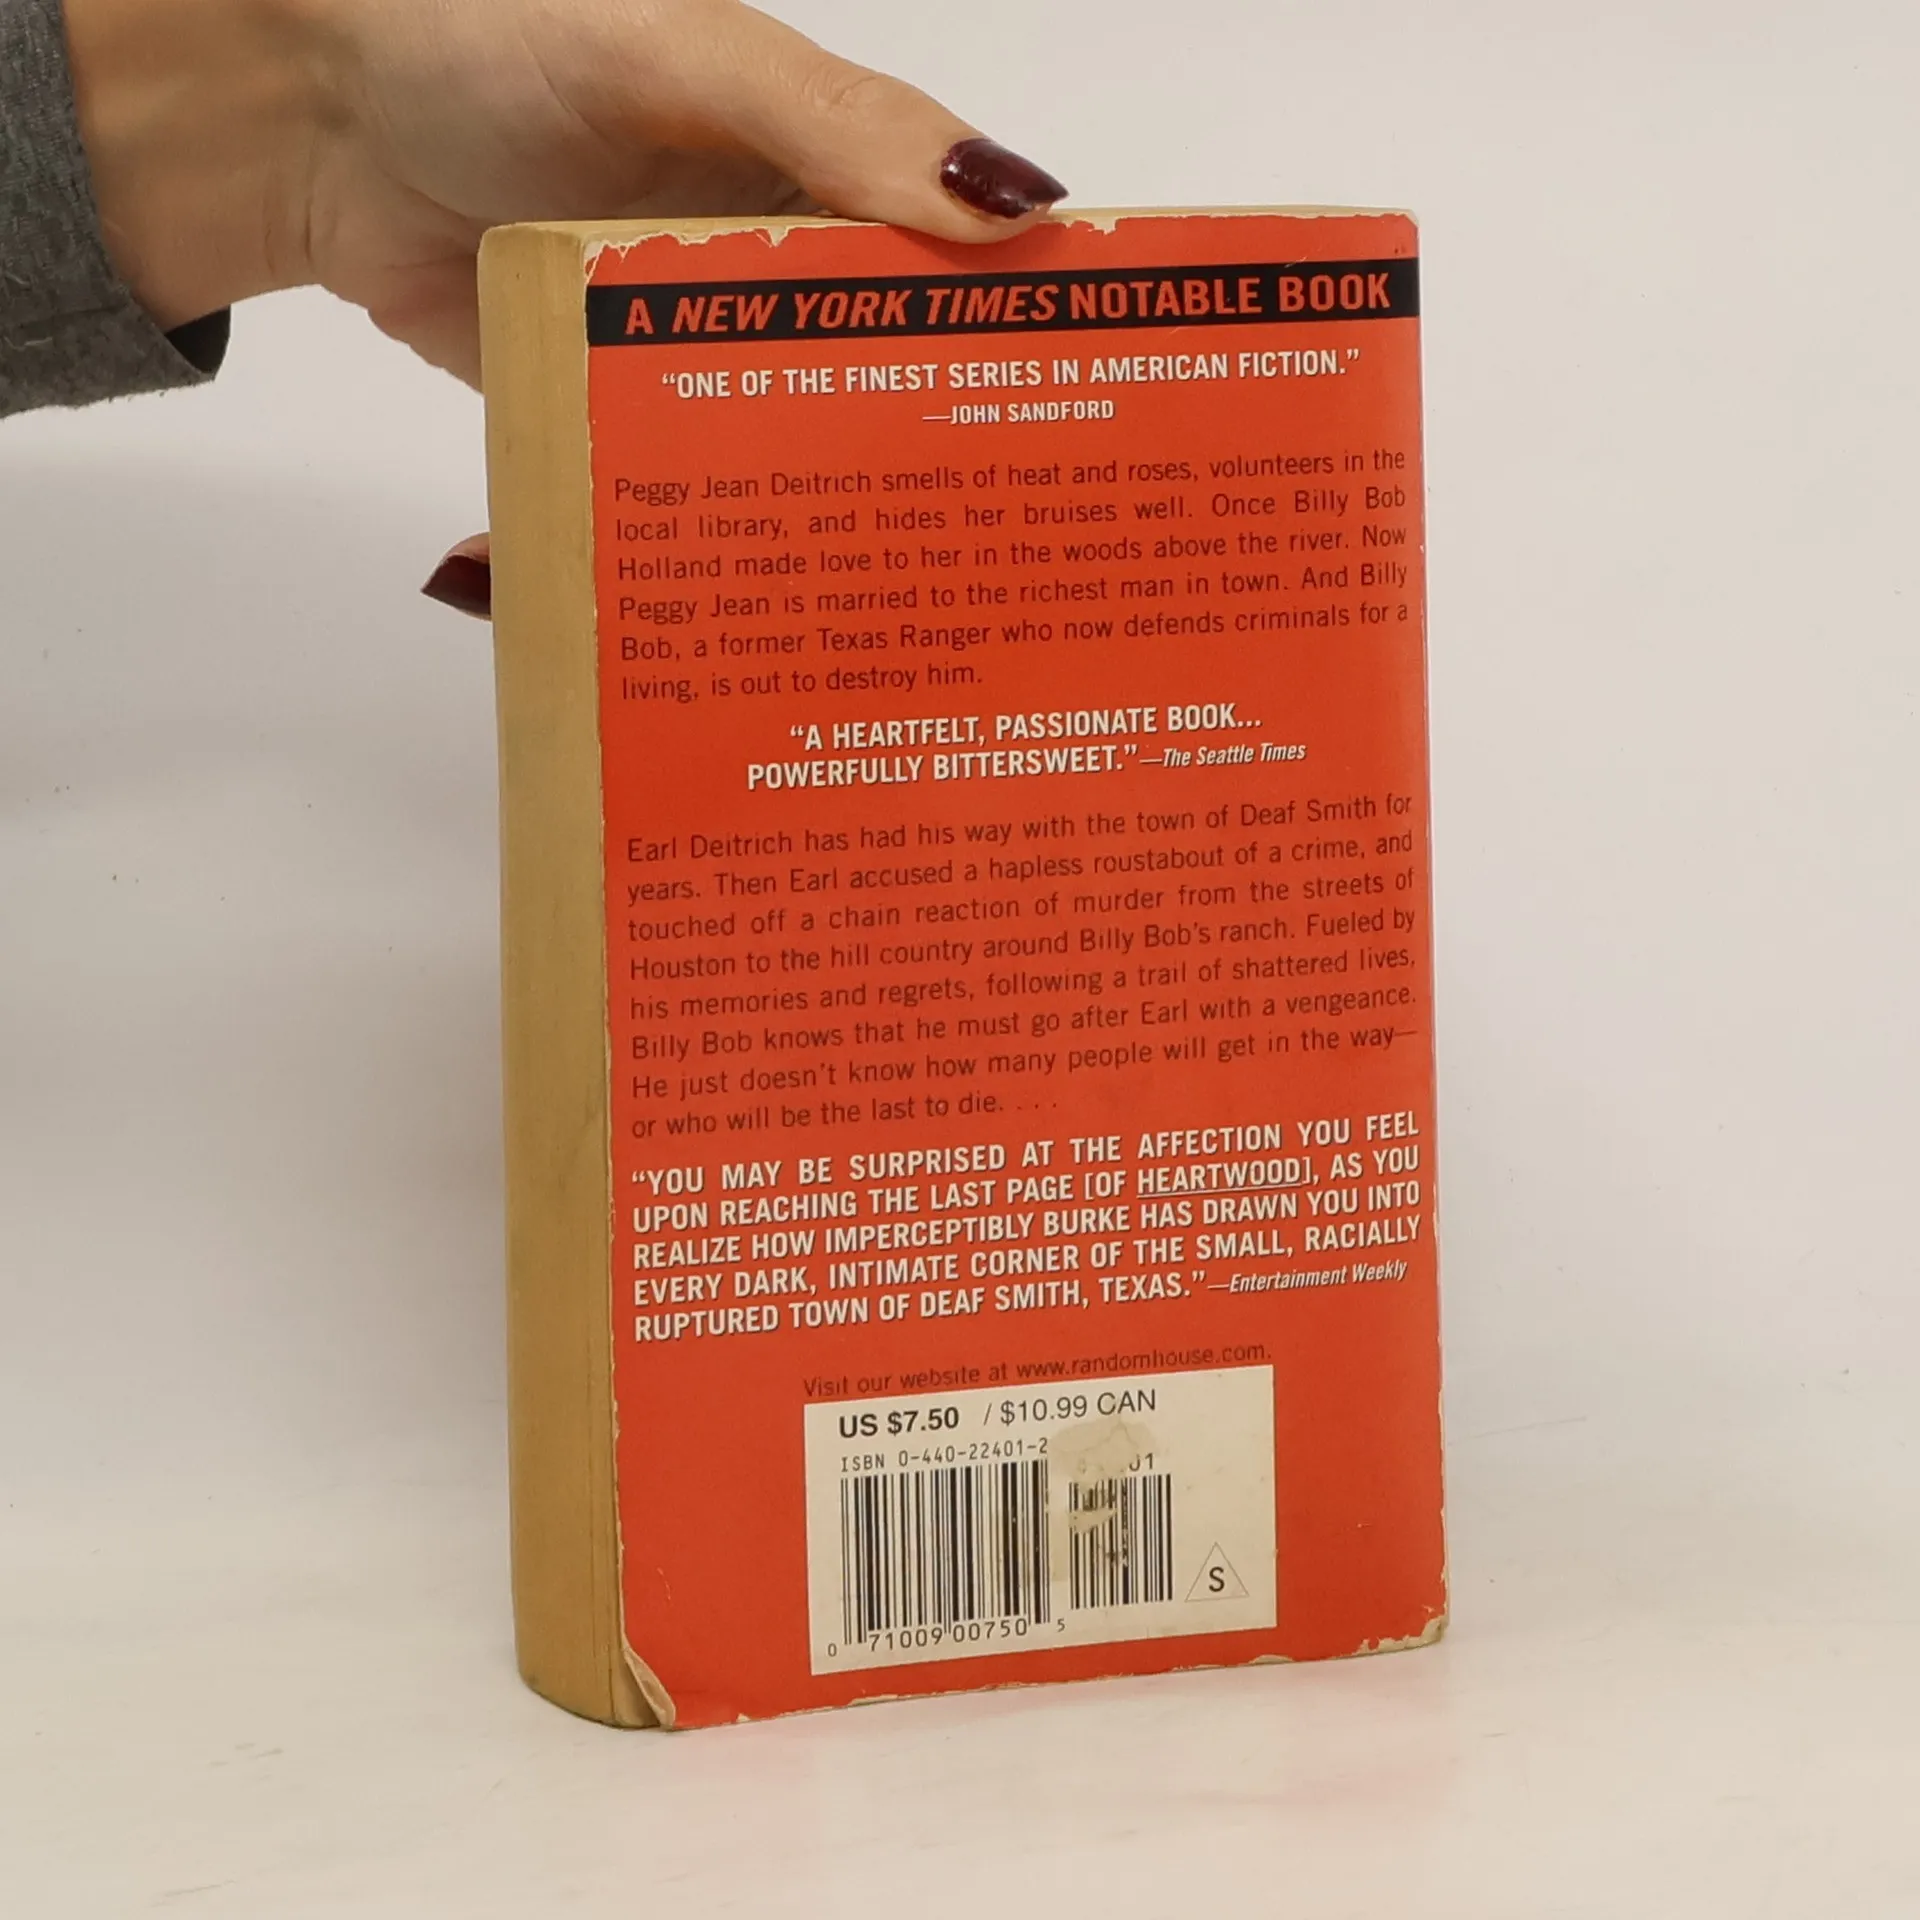 A NEW YORK TIMES NOTABLE BOOK
“ONE OF THE FINEST SERIES IN AMERICAN FICTION.”
—JOHN SANDFORD
Peggy Jean Deitrich smells of heat and roses, volunteers in the
local library, and hides her bruises well. Once Billy Bob
Holland made love to her in the woods above the river. Now
Peggy Jean is married to the richest man in town. And Billy
Bob, a former Texas Ranger who now defends criminals for a
living, is out to destroy him.
“A HEARTFELT, PASSIONATE BOOK...
POWERFULLY BITTERSWEET.” —The Seattle Times
Earl Deitrich has had his way with the town of Deaf Smith for
years. Then Earl accused a hapless roustabout of a crime, and
touched off a chain reaction of murder from the streets of
Houston to the hill country around Billy Bob’s ranch. Fueled by
his memories and regrets, following a trail of shattered lives,
Billy Bob knows that he must go after Earl with a vengeance.
He just doesn’t know how many people will get in the way—
or who will be the last to die. . . .
“YOU MAY BE SURPRISED AT THE AFFECTION YOU FEEL
UPON REACHING THE LAST PAGE [OF HEARTWOOD], AS YOU
REALIZE HOW IMPERCEPTIBLY BURKE HAS DRAWN YOU INTO
EVERY DARK, INTIMATE CORNER OF THE SMALL, RACIALLY
RUPTURED TOWN OF DEAF SMITH, TEXAS.” —Entertainment Weekly
Visit our website at www.randomhouse.com.
US $7.50 / $10.99 CAN
ISBN 0-440-22401-2
S
0 71009 00750 5